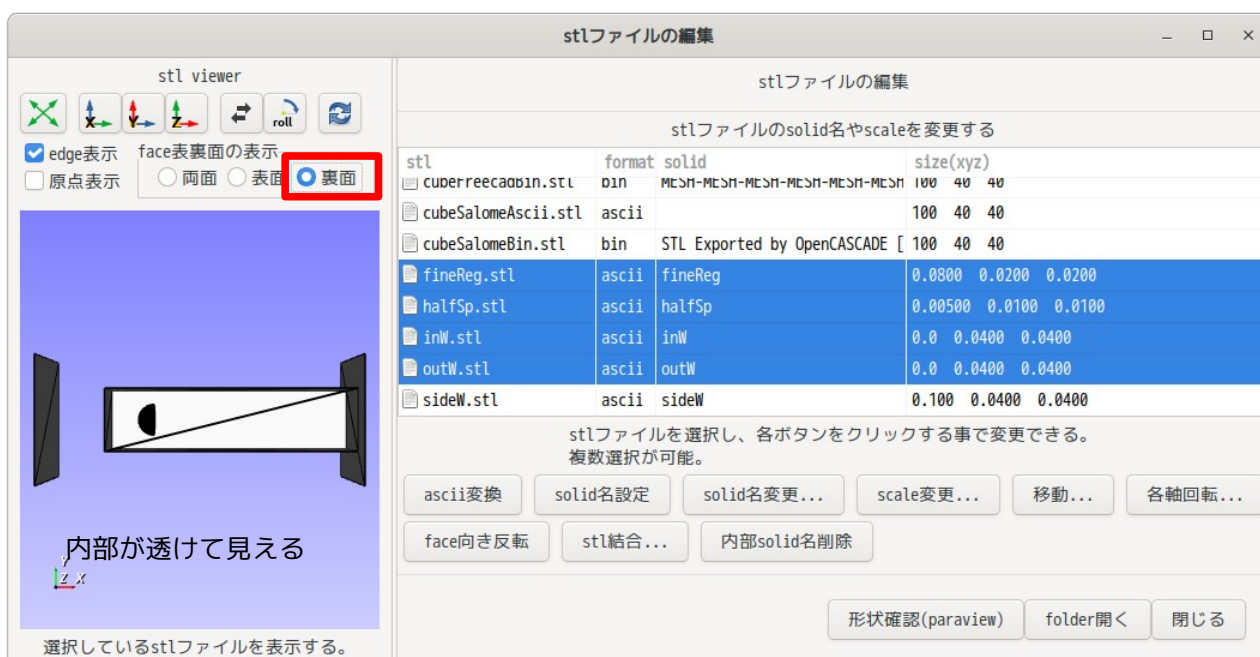 stlファイルの編集
stl viewer
X Y Z roll
edge表示 face表裏面の表示
原点表示 両面 表面 裏面
内部が透けて見える
y
z x
選択しているstlファイルを表示する。
stlファイルの編集
stlファイルのsolid名やscaleを変更する
stl format solid size(xyz)
cubeFreecadBin.stl bin MESH-MESH-MESH-MESH-MESH-MESH 100 40 40
cubeSalomeAscii.stl ascii 100 40 40
cubeSalomeBin.stl bin STL Exported by OpenCASCADE [ 100 40 40
fineReg.stl ascii fineReg 0.0800 0.0200 0.0200
halfSp.stl ascii halfSp 0.00500 0.0100 0.0100
inW.stl ascii inW 0.0 0.0400 0.0400
outW.stl ascii outW 0.0 0.0400 0.0400
sideW.stl ascii sideW 0.100 0.0400 0.0400
stlファイルを選択し、各ボタンをクリックする事で変更できる。
複数選択が可能。
ascii変換 solid名設定 solid名変更... scale変更... 移動... 各軸回転...
face向き反転 stl結合... 内部solid名削除
形状確認(paraview) folder開く 閉じる